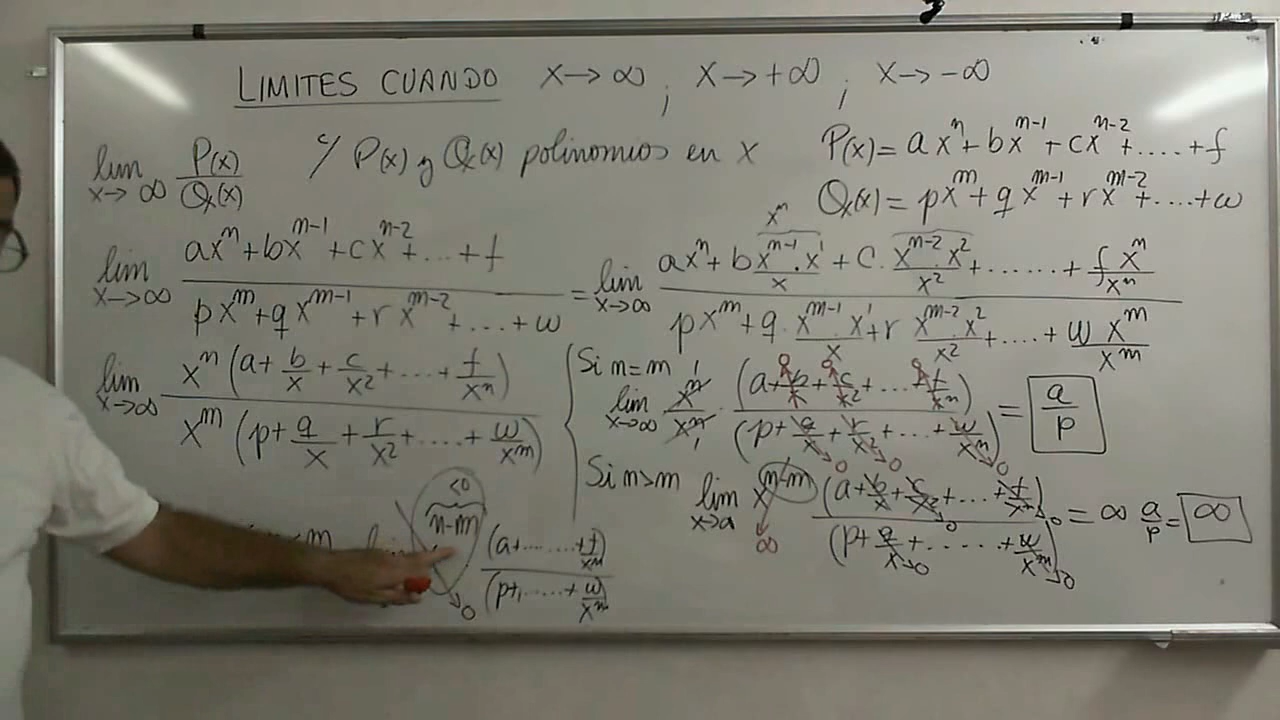 LIMITES CUANDO x→∞ ; x→+∞ ; x→-∞
lim x→∞ P(x)/Q(x) c/ P(x) y Q(x) polinomios en x P(x) = ax^n + bx^(n-1) + cx^(n-2) + .... + f
Q(x) = px^m + qx^(m-1) + rx^(m-2) + .... + w
lim x→∞ (ax^n + bx^(n-1) + cx^(n-2) + ... + f)/(px^m + qx^(m-1) + rx^(m-2) + ... + w) = lim x→∞ (ax^n + b (x^(n-1).x^1)/x + c. (x^(n-2).x^2)/x^2 + ...... + f x^n/x^n)/(px^m + q. (x^(m-1).x^1)/x + r (x^(m-2).x^2)/x^2 + .... + w x^m/x^m)
x^n
lim x→∞ x^n (a + b/x + c/x^2 + ... + f/x^n)/x^m (p + q/x + r/x^2 + .... + w/x^m)
Si n=m
lim x→∞ x^n/x^m . (a + b/x + c/x^2 + ... + f/x^n)/(p + q/x + r/x^2 + ... + w/x^m) = a/p
Si n>m lim x→a x^(n-m) (a + b/x + c/x^2 + ... + f/x^n)/(p + q/x + ..... + w/x^m) = ∞ a/p = ∞
<0
n-m (a + ...... + f/x^n)/(p + ...... + w/x^m)
→0